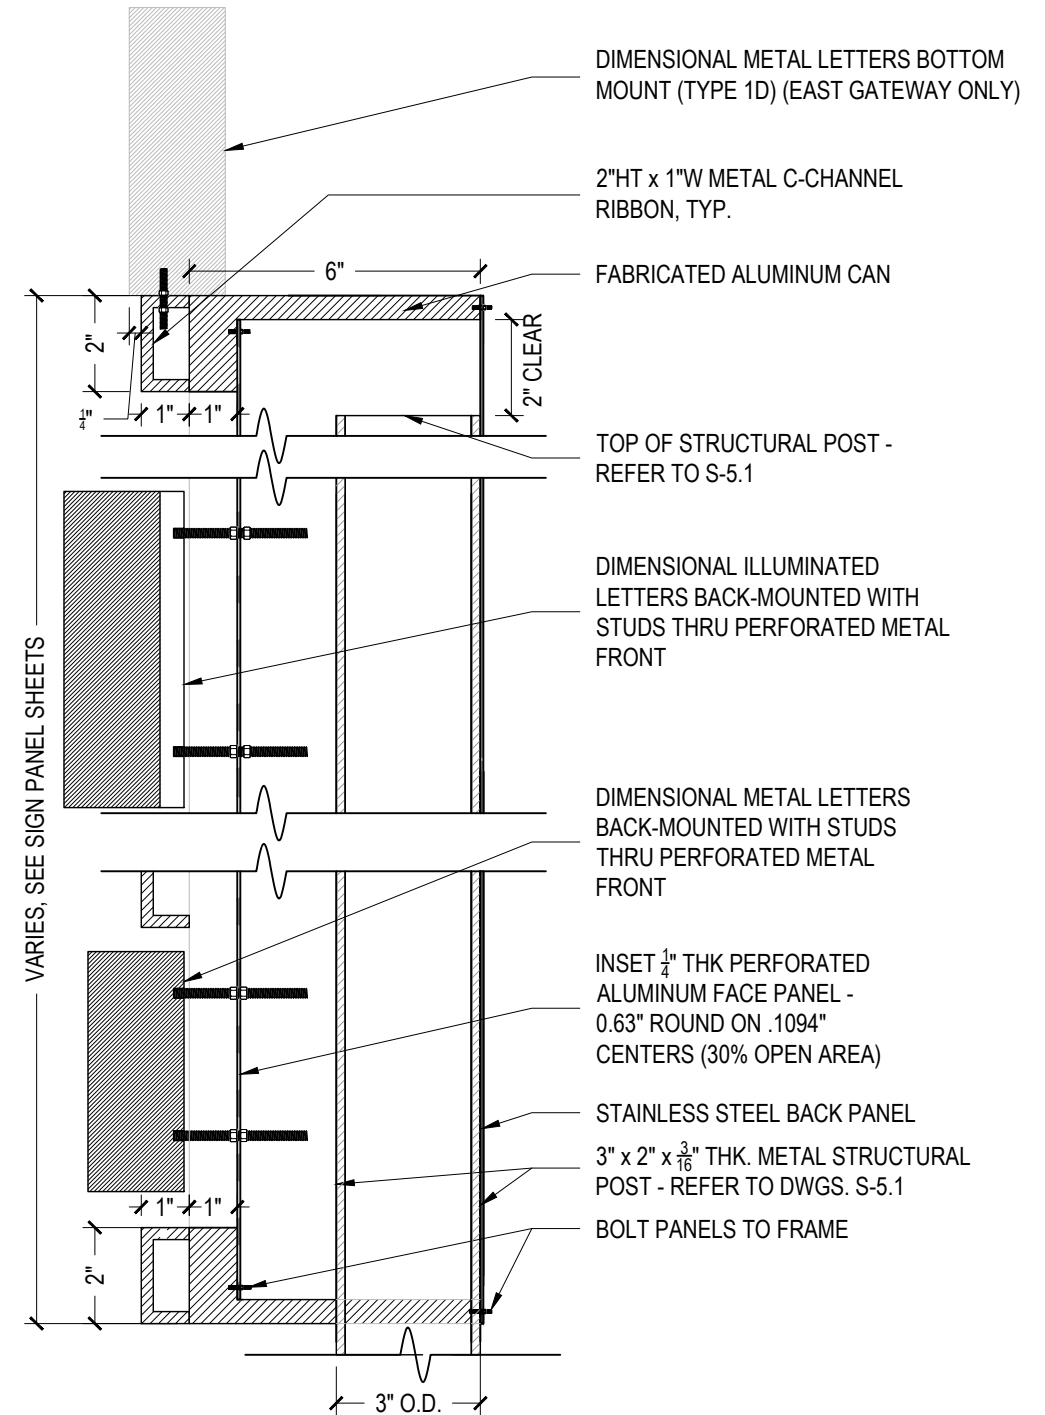 DIMENSIONAL METAL LETTERS BOTTOM
MOUNT (TYPE 1D) (EAST GATEWAY ONLY)
2"HT x 1"W METAL C-CHANNEL
RIBBON, TYP.
6"
FABRICATED ALUMINUM CAN
2"
2" CLEAR
1/4"
1"
1"
TOP OF STRUCTURAL POST -
REFER TO S-5.1
DIMENSIONAL ILLUMINATED
LETTERS BACK-MOUNTED WITH
STUDS THRU PERFORATED METAL
FRONT
VARIES, SEE SIGN PANEL SHEETS
DIMENSIONAL METAL LETTERS
BACK-MOUNTED WITH STUDS
THRU PERFORATED METAL
FRONT
INSET 1/4" THK PERFORATED
ALUMINUM FACE PANEL -
0.63" ROUND ON .1094"
CENTERS (30% OPEN AREA)
STAINLESS STEEL BACK PANEL
3" x 2" x 3/16" THK. METAL STRUCTURAL
POST - REFER TO DWGS. S-5.1
1"
1"
BOLT PANELS TO FRAME
2"
3" O.D.